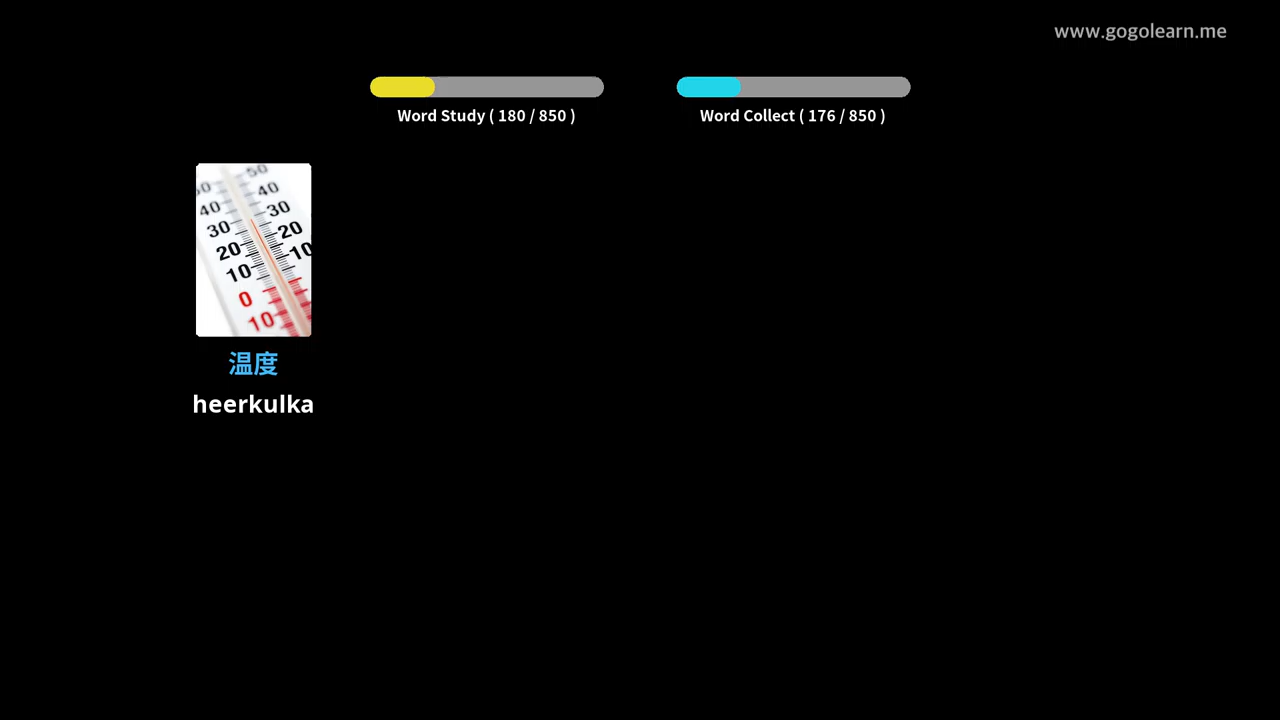 www.gogolearn.me
Word Study ( 180 / 850 )
Word Collect ( 176 / 850 )
50
40 40
30 30
20 20
10 10
0
10
温度
heerkulka